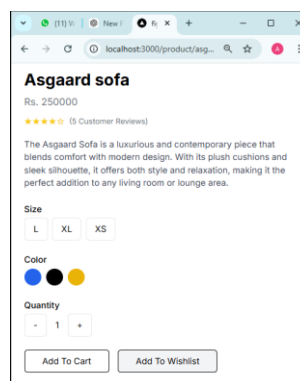 (11) W
New
localhost:3000/product/asg...
A
Asgaard sofa
Rs. 250000
★★★★☆ (5 Customer Reviews)
The Asgaard Sofa is a luxurious and contemporary piece that
blends comfort with modern design. With its plush cushions and
sleek silhouette, it offers both style and relaxation, making it the
perfect addition to any living room or lounge area.
Size
L XL XS
Color
Quantity
- 1 +
Add To Cart Add To Wishlist